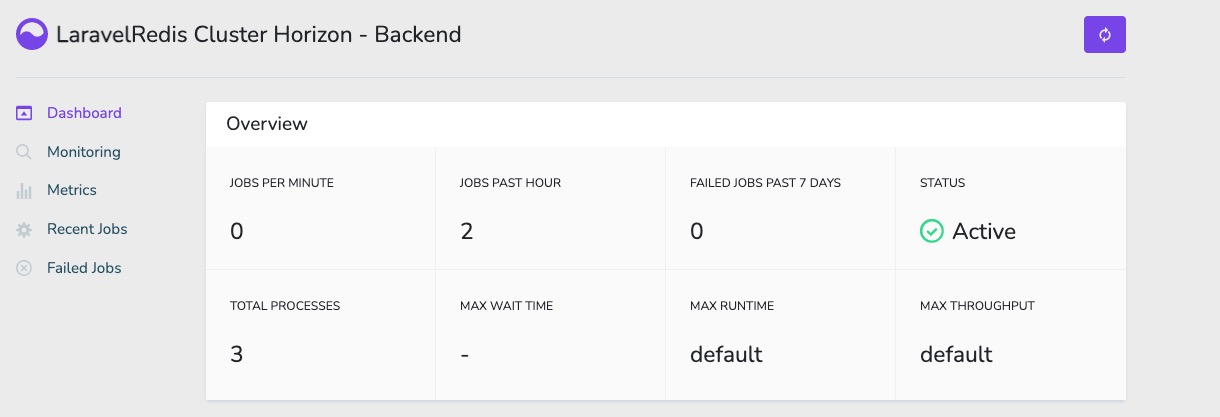 LaravelRedis Cluster Horizon - Backend
Dashboard
Monitoring
Metrics
Recent Jobs
Failed Jobs
Overview
JOBS PER MINUTE
0
JOBS PAST HOUR
2
FAILED JOBS PAST 7 DAYS
0
STATUS
Active
TOTAL PROCESSES
3
MAX WAIT TIME
-
MAX RUNTIME
default
MAX THROUGHPUT
default